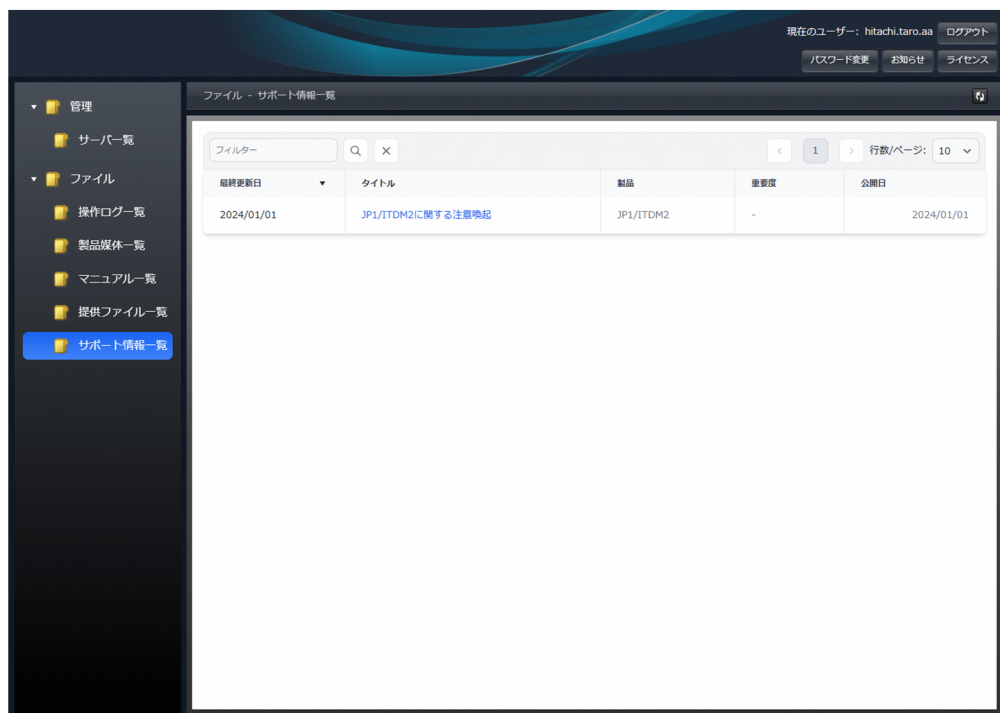 現在のユーザー: hitachi.taro.aa ログアウト
パスワード変更 お知らせ ライセンス
管理
サーバ一覧
ファイル
操作ログ一覧
製品媒体一覧
マニュアル一覧
提供ファイル一覧
サポート情報一覧
ファイル - サポート情報一覧
フィルター
1 行数/ページ: 10
最終更新日 タイトル 製品 重要度 公開日
2024/01/01 JP1/ITDM2に関する注意喚起 JP1/ITDM2 - 2024/01/01